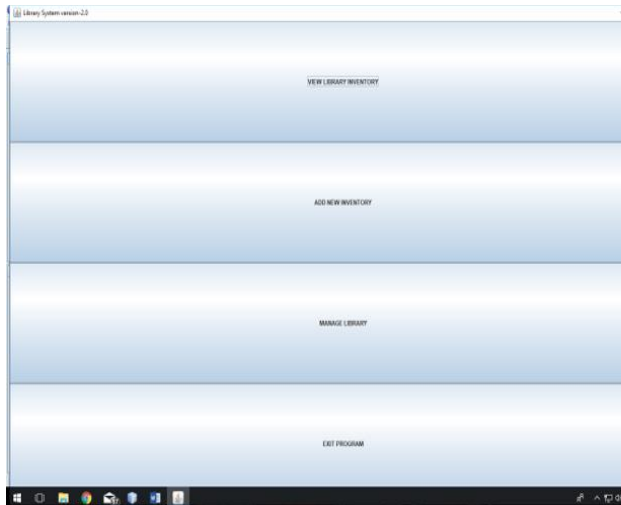 Library System version-2.0
VIEW LIBRARY INVENTORY
ADD NEW INVENTORY
MANAGE LIBRARY
EXIT PROGRAM